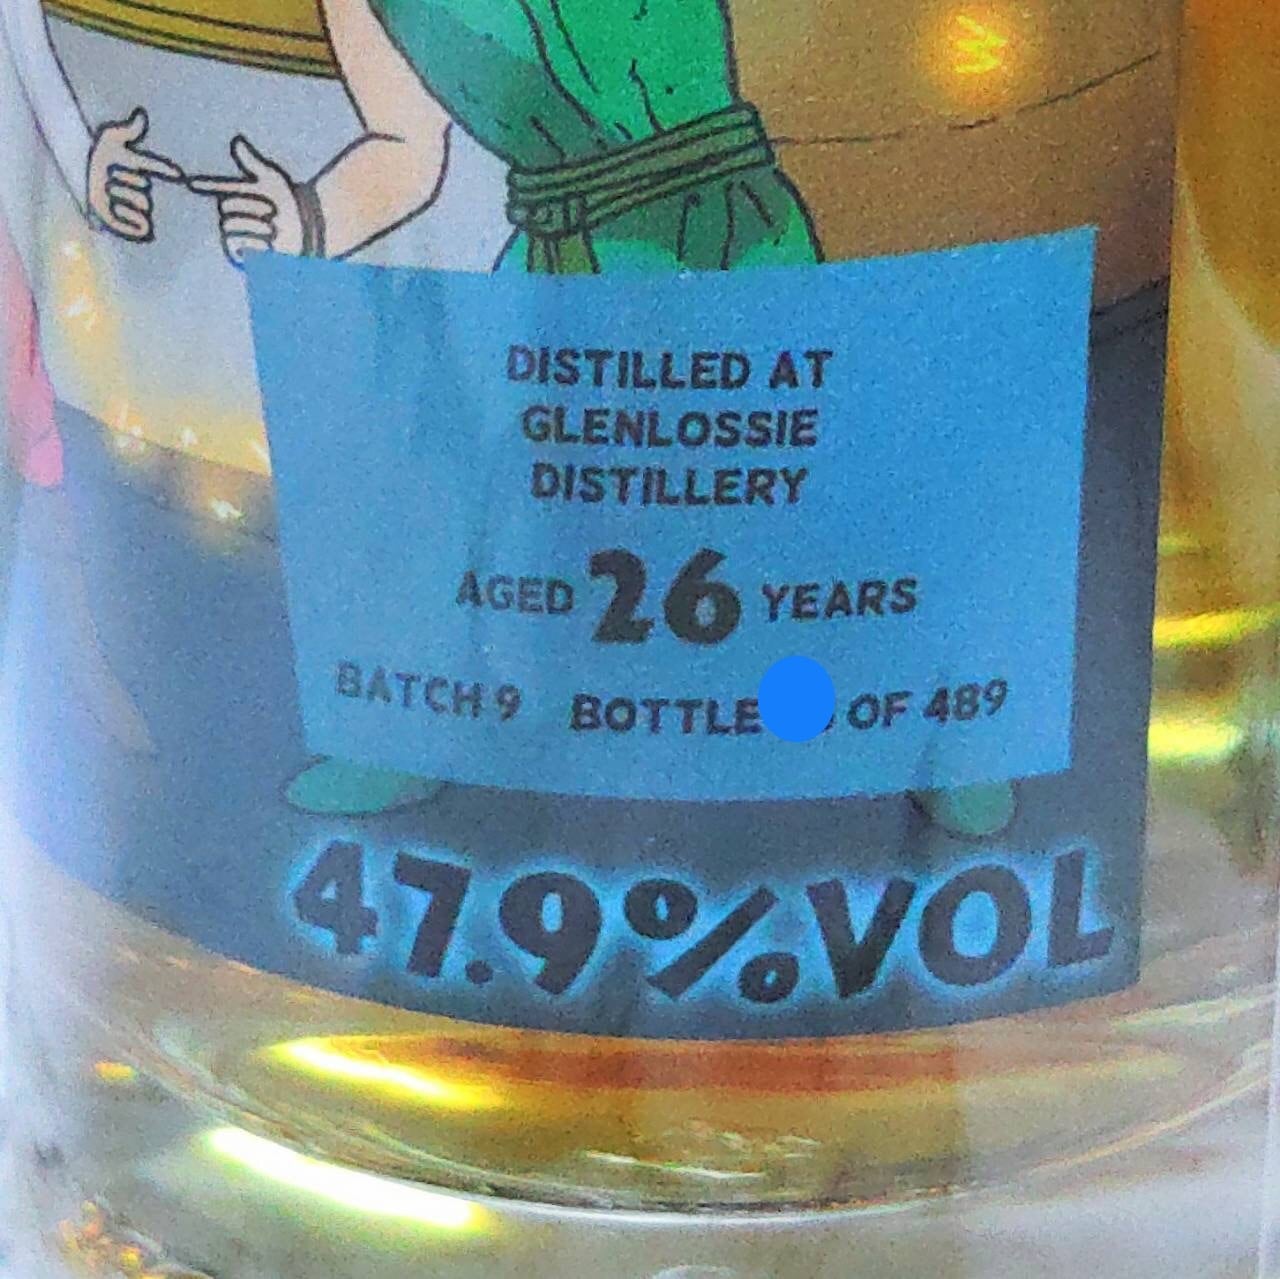 DISTILLED AT
GLENLOSSIE
DISTILLERY
AGED 26 YEARS
BATCH 9 BOTTLE OF 489
47.9%VOL